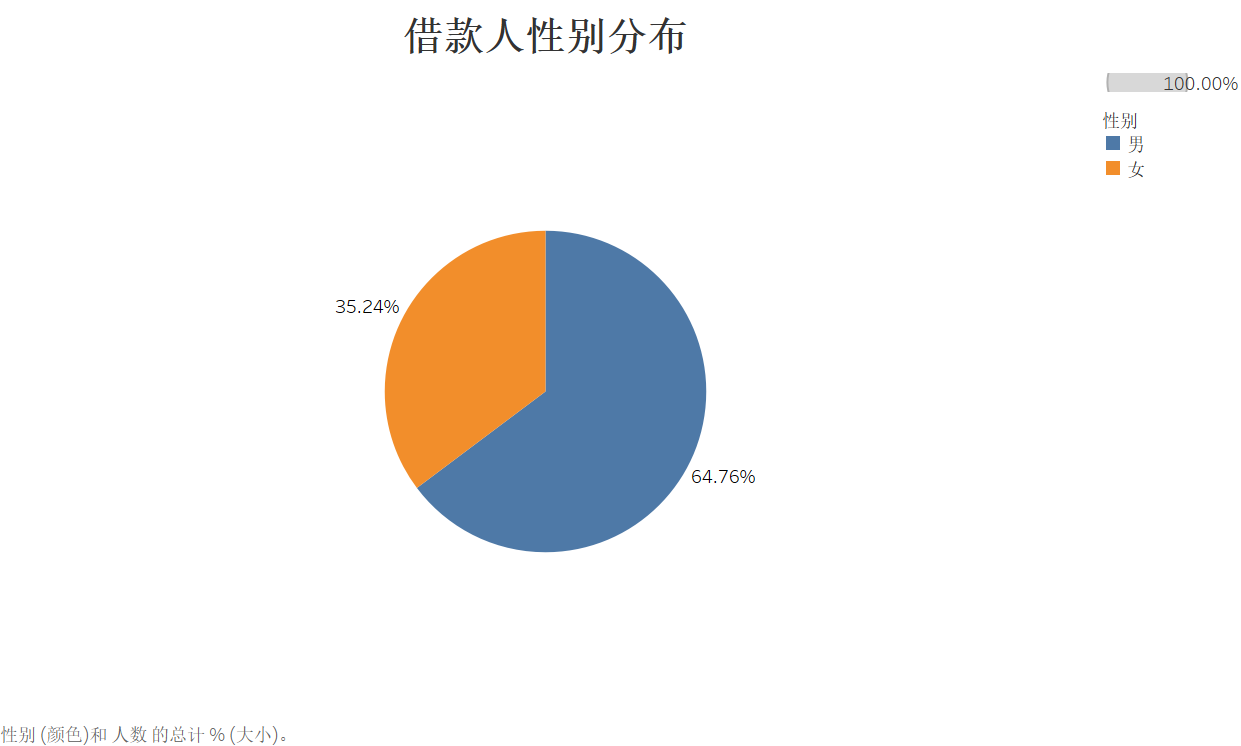 借款人性别分布
100.00%
性别
男
女
35.24%
64.76%
性别 (颜色)和 人数 的总计 % (大小)。